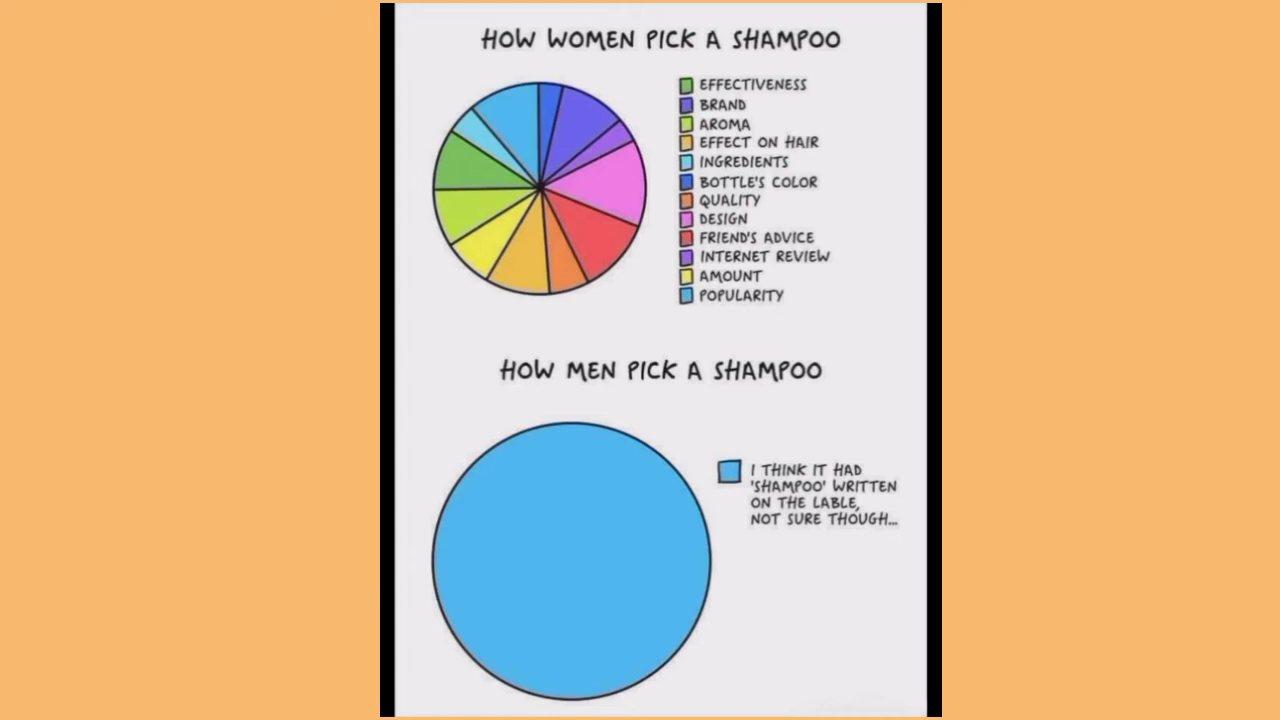 HOW WOMEN PICK A SHAMPOO
EFFECTIVENESS
BRAND
AROMA
EFFECT ON HAIR
INGREDIENTS
BOTTLE'S COLOR
QUALITY
DESIGN
FRIEND'S ADVICE
INTERNET REVIEW
AMOUNT
POPULARITY
HOW MEN PICK A SHAMPOO
I THINK IT HAD
'SHAMPOO' WRITTEN
ON THE LABLE,
NOT SURE THOUGH...